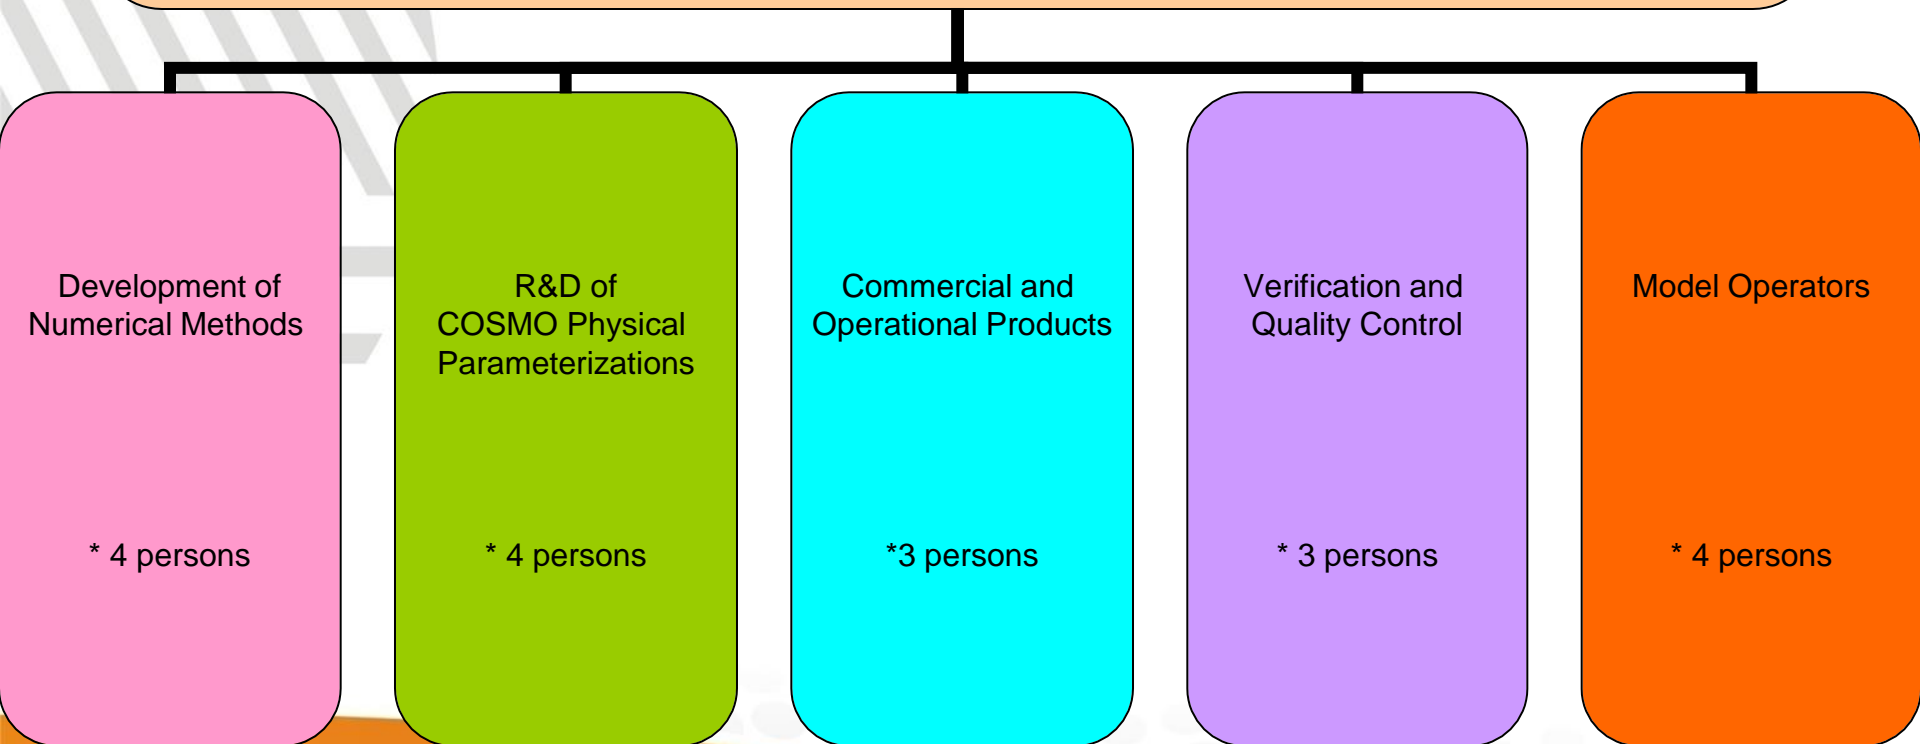 Development of
Numerical Methods
* 4 persons
R&D of
COSMO Physical
Parameterizations
* 4 persons
Commercial and
Operational Products
*3 persons
Verification and
Quality Control
* 3 persons
Model Operators
* 4 persons